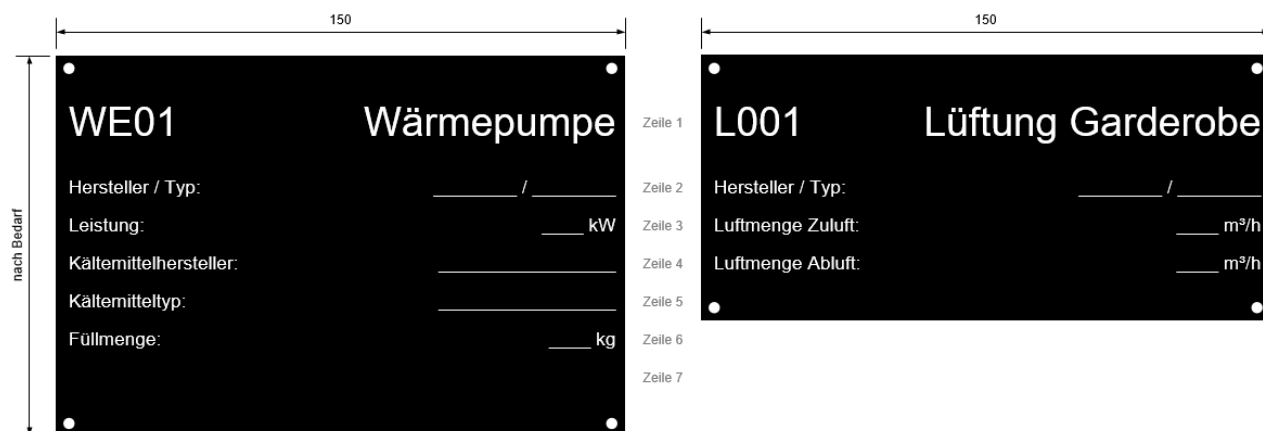 150
150
nach Bedarf
WE01 Wärmepumpe
Zeile 1
L001 Lüftung Garderobe
Hersteller / Typ: ________ / ________
Zeile 2
Hersteller / Typ: ________ / ________
Leistung: ____ kW
Zeile 3
Luftmenge Zuluft: ____ m³/h
Kältemittelhersteller: _________________
Zeile 4
Luftmenge Abluft: ____ m³/h
Kältemitteltyp: _________________
Zeile 5
Füllmenge: ____ kg
Zeile 6
Zeile 7